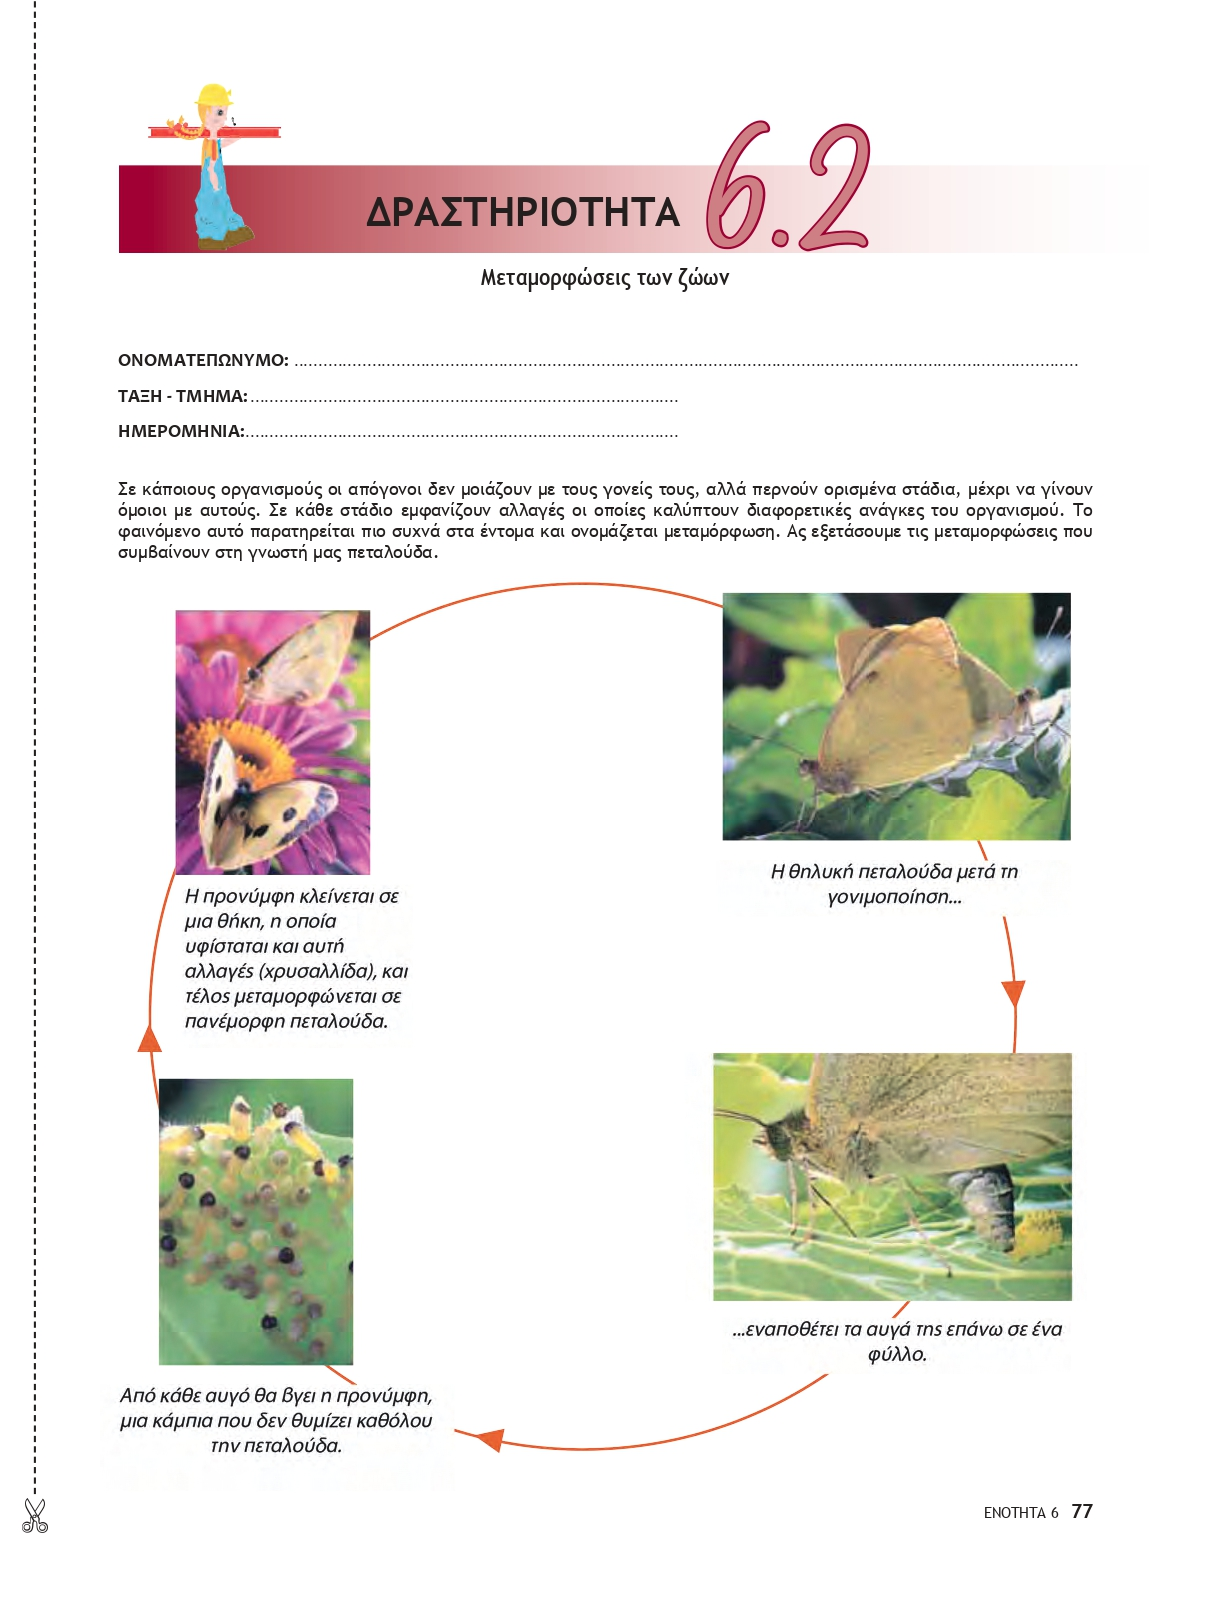 ΔΡΑΣΤΗΡΙΟΤΗΤΑ 6.2
Μεταμορφώσεις των ζώων
ΟΝΟΜΑΤΕΠΩΝΥΜΟ: ................................................................................................................................................................
ΤΑΞΗ - ΤΜΗΜΑ: ........................................................................................
ΗΜΕΡΟΜΗΝΙΑ:.........................................................................................
Σε κάποιους οργανισμούς οι απόγονοι δεν μοιάζουν με τους γονείς τους, αλλά περνούν ορισμένα στάδια, μέχρι να γίνουν
όμοιοι με αυτούς. Σε κάθε στάδιο εμφανίζουν αλλαγές οι οποίες καλύπτουν διαφορετικές ανάγκες του οργανισμού. Το
φαινόμενο αυτό παρατηρείται πιο συχνά στα έντομα και ονομάζεται μεταμόρφωση. Ας εξετάσουμε τις μεταμορφώσεις που
συμβαίνουν στη γνωστή μας πεταλούδα.
Η θηλυκή πεταλούδα μετά τη
γονιμοποίηση...
...εναποθέτει τα αυγά της επάνω σε ένα
φύλλο.
Από κάθε αυγό θα βγει η προνύμφη,
μια κάμπια που δεν θυμίζει καθόλου
την πεταλούδα.
Η προνύμφη κλείνεται σε
μια θήκη, η οποία
υφίσταται και αυτή
αλλαγές (χρυσαλλίδα), και
τέλος μεταμορφώνεται σε
πανέμορφη πεταλούδα.
ΕΝΟΤΗΤΑ 6 77